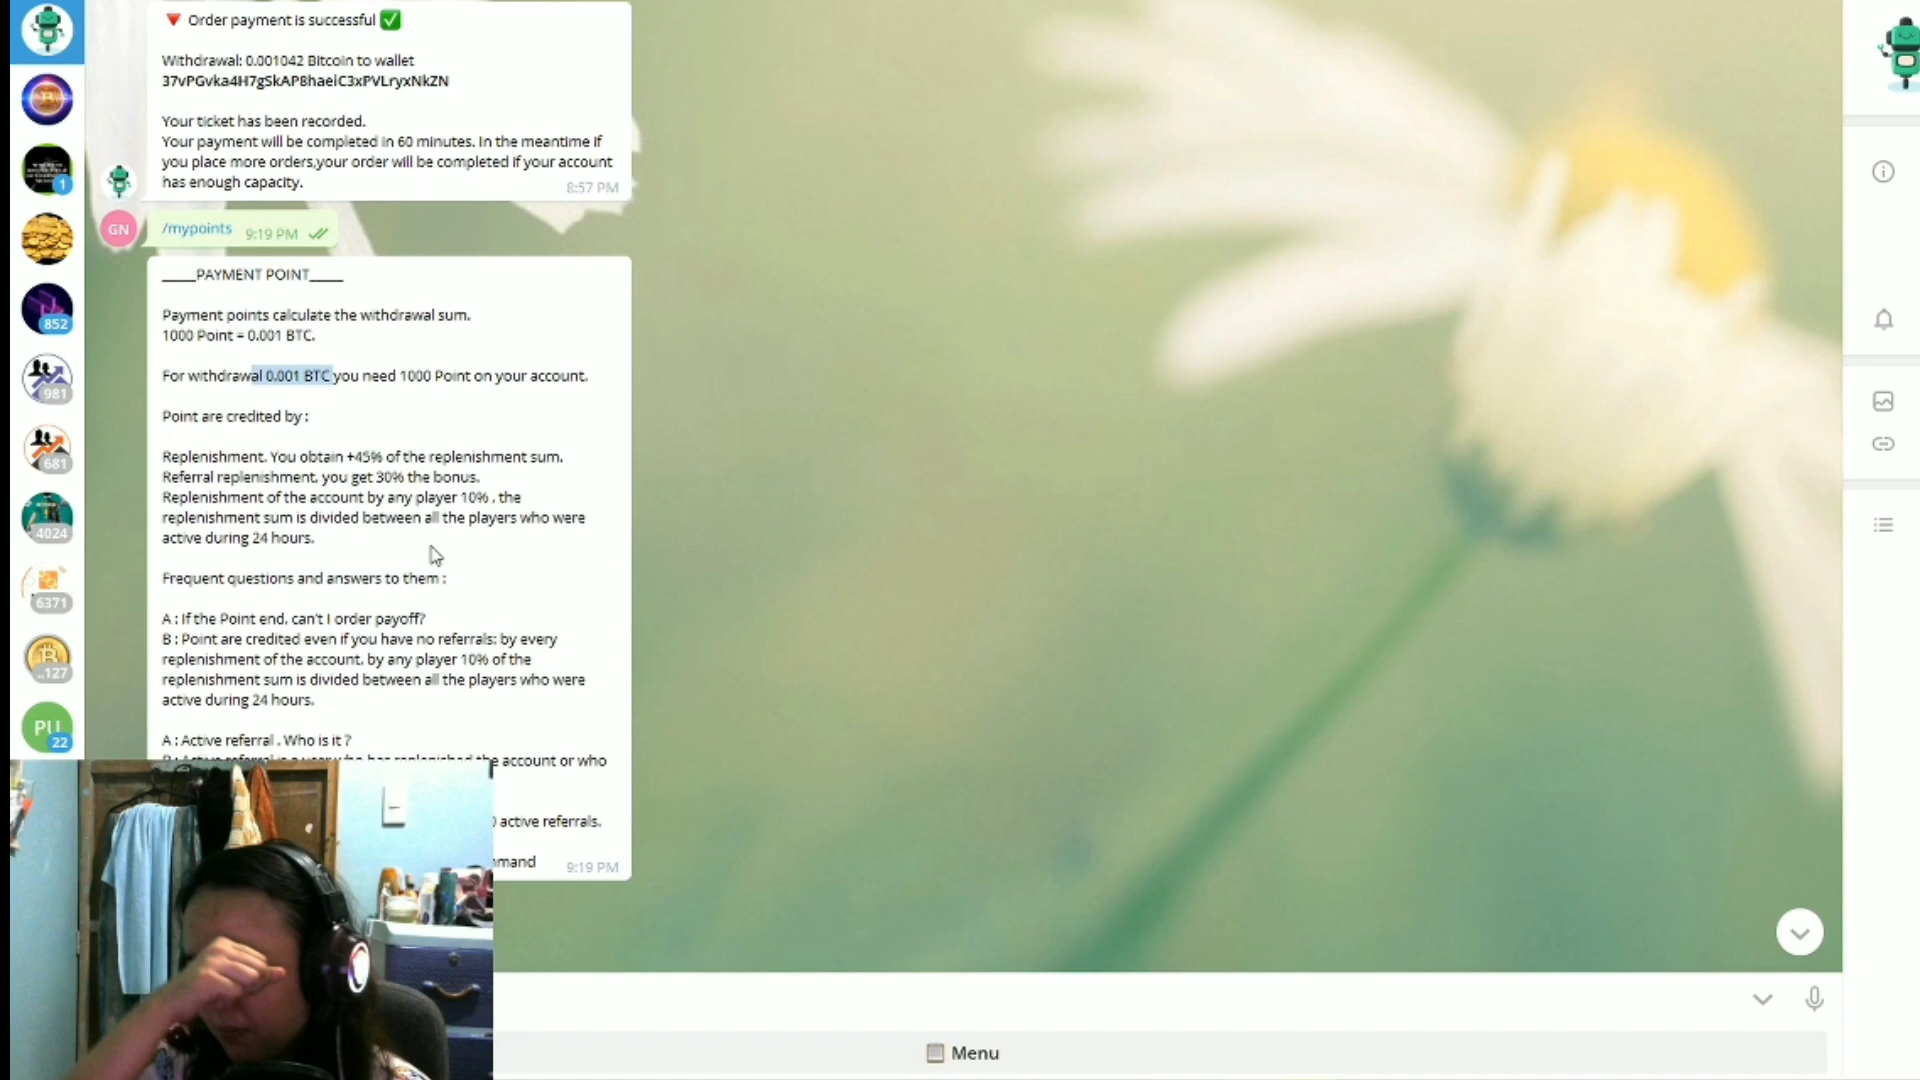 🔻 Order payment is successful ✅
Withdrawal: 0.001042 Bitcoin to wallet
37vPGvka4H7gSkAP8haeiC3xPVLryxNkZN
Your ticket has been recorded.
Your payment will be completed in 60 minutes. In the meantime if
you place more orders,your order will be completed if your account
has enough capacity.
8:57 PM
GN
/mypoints 9:19 PM
_____PAYMENT POINT_____
Payment points calculate the withdrawal sum.
1000 Point = 0.001 BTC.
For withdrawal 0.001 BTC you need 1000 Point on your account.
Point are credited by :
Replenishment. You obtain +45% of the replenishment sum.
Referral replenishment, you get 30% the bonus.
Replenishment of the account by any player 10% , the
replenishment sum is divided between all the players who were
active during 24 hours.
Frequent questions and answers to them :
A : If the Point end, can't I order payoff?
B : Point are credited even if you have no referrals: by every
replenishment of the account, by any player 10% of the
replenishment sum is divided between all the players who were
active during 24 hours.
A : Active referral . Who is it ?
the account or who
active referrals.
9:19 PM
1
852
981
681
4024
6371
..127
PU
22
Menu